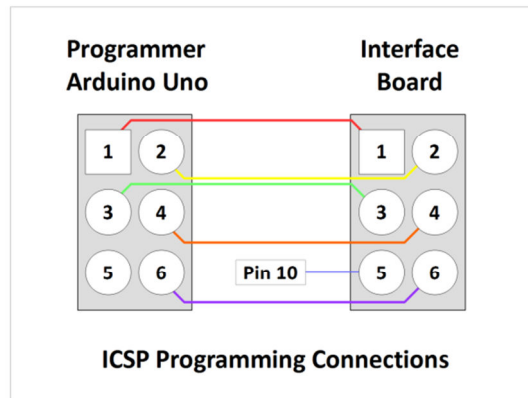 Programmer
Arduino Uno
Interface
Board
1 2
3 4
5 6
1 2
3 4
Pin 10
5 6
ICSP Programming Connections